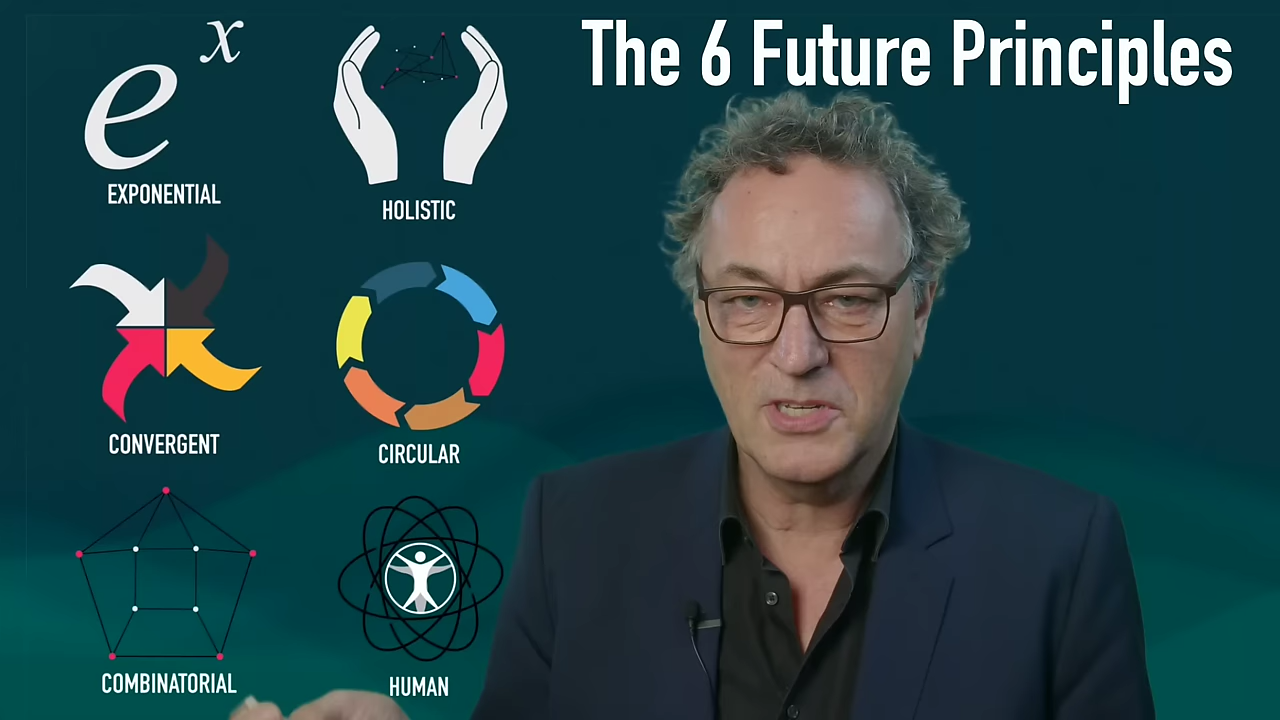 The 6 Future Principles
e^x
EXPONENTIAL
HOLISTIC
CONVERGENT
CIRCULAR
COMBINATORIAL
HUMAN